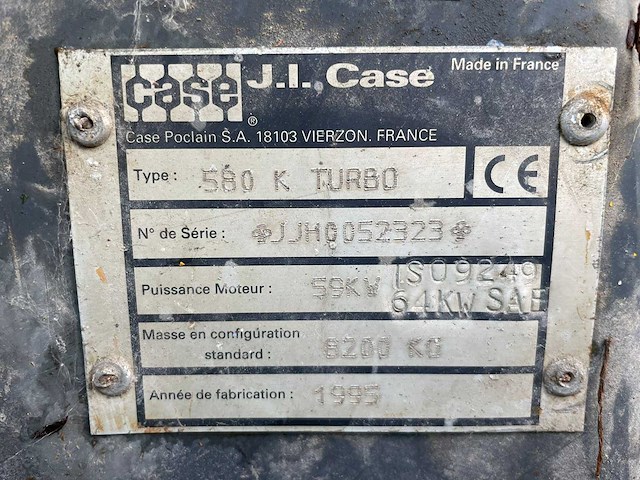 case ® J.I. Case Made in France
Case Poclain S.A. 18103 VIERZON. FRANCE
Type : 580 K TURBO CE
N° de Série : JJH0052323
Puissance Moteur : 59KW ISO9249
64KW SAE
Masse en configuration
standard : 6200 KG
Année de fabrication : 1995